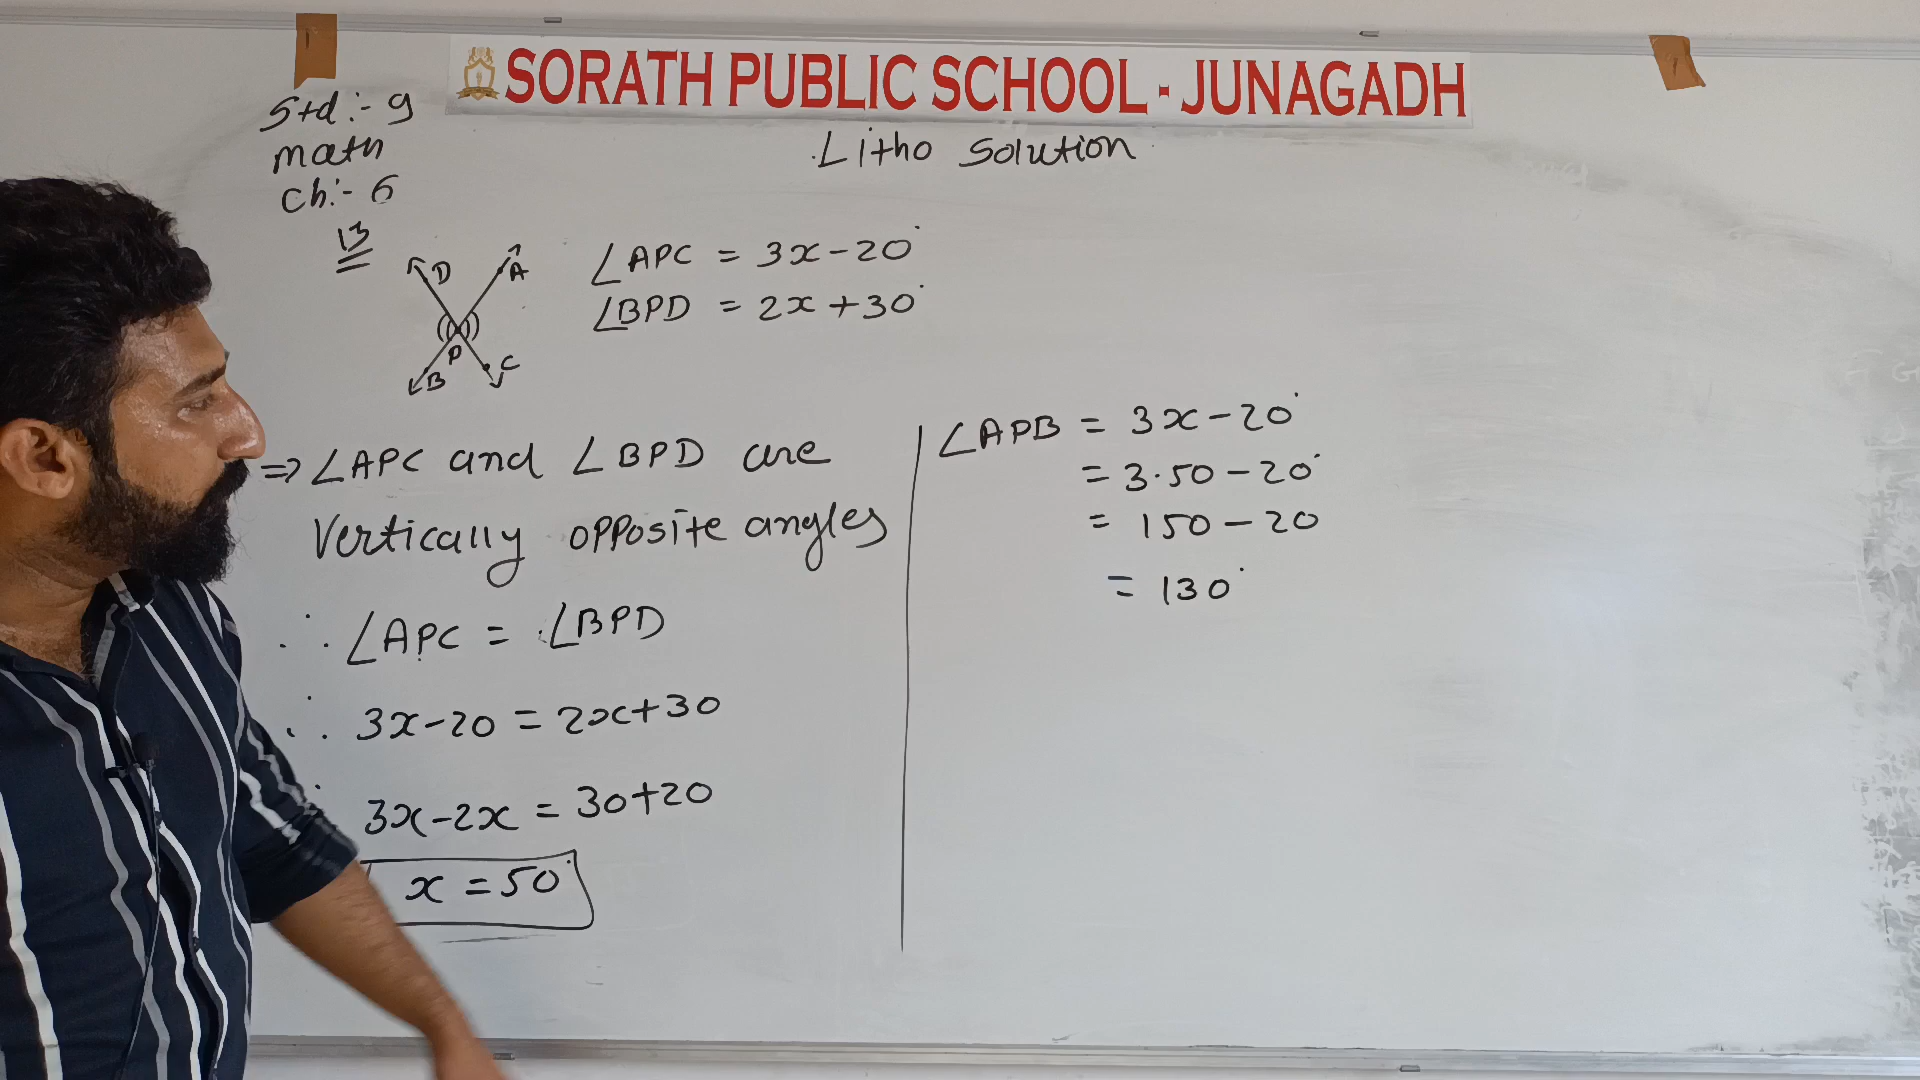 SORATH PUBLIC SCHOOL - JUNAGADH
Std :- 9
math
Ch :- 6
Litho Solution
13
D A
P
B C
∠APC = 3x-20°
∠BPD = 2x+30°
⇒ ∠APC and ∠BPD are
Vertically opposite angles
∴ ∠APC = ∠BPD
∴ 3x-20 = 2x+30
∴ 3x-2x = 30+20
x = 50°
∠APB = 3x-20°
= 3·50-20°
= 150-20
= 130°